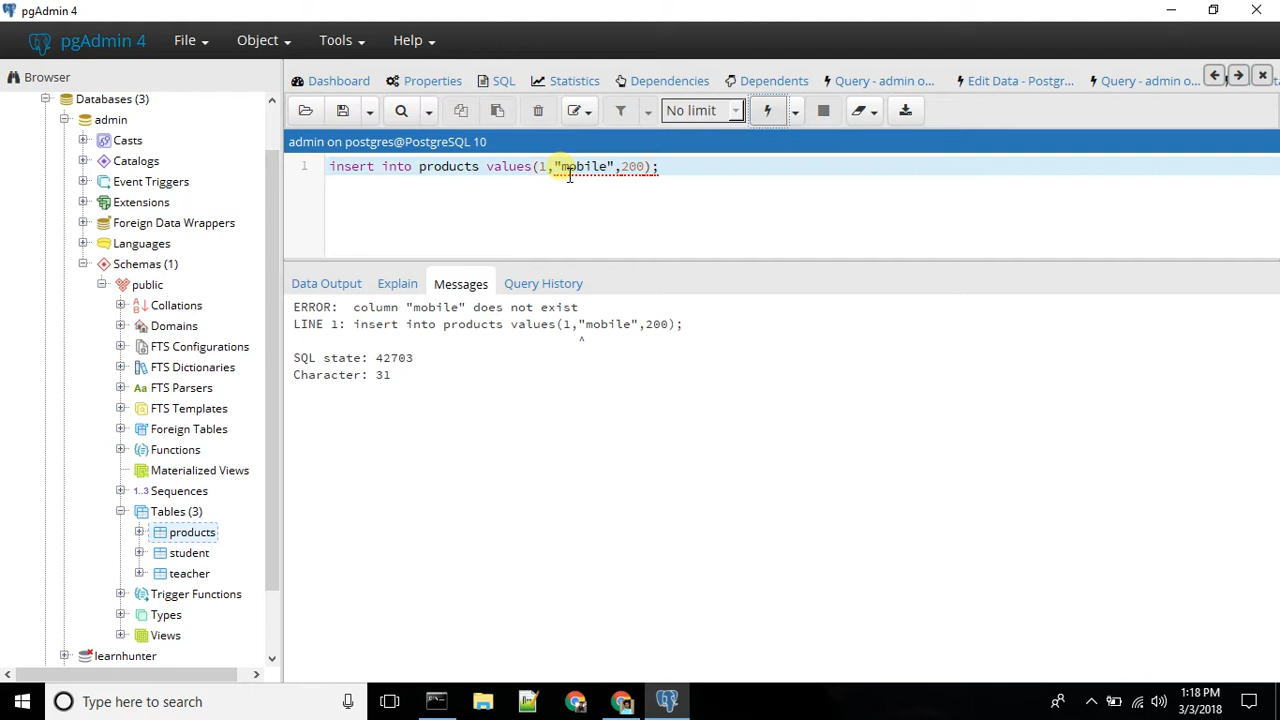 pgAdmin 4
pgAdmin 4 File Object Tools Help
Browser
Dashboard Properties SQL Statistics Dependencies Dependents Query - admin o... Edit Data - Postgr... Query - admin o...
Databases (3)
admin
Casts
Catalogs
Event Triggers
Extensions
Foreign Data Wrappers
Languages
Schemas (1)
public
Collations
Domains
FTS Configurations
FTS Dictionaries
Aa FTS Parsers
FTS Templates
Foreign Tables
Functions
Materialized Views
1..3 Sequences
Tables (3)
products
student
teacher
Trigger Functions
Types
Views
learnhunter
No limit
admin on postgres@PostgreSQL 10
1 insert into products values(1,"mobile",200);
Data Output Explain Messages Query History
ERROR:  column "mobile" does not exist
LINE 1: insert into products values(1,"mobile",200);
^
SQL state: 42703
Character: 31
Type here to search
1:18 PM
3/3/2018